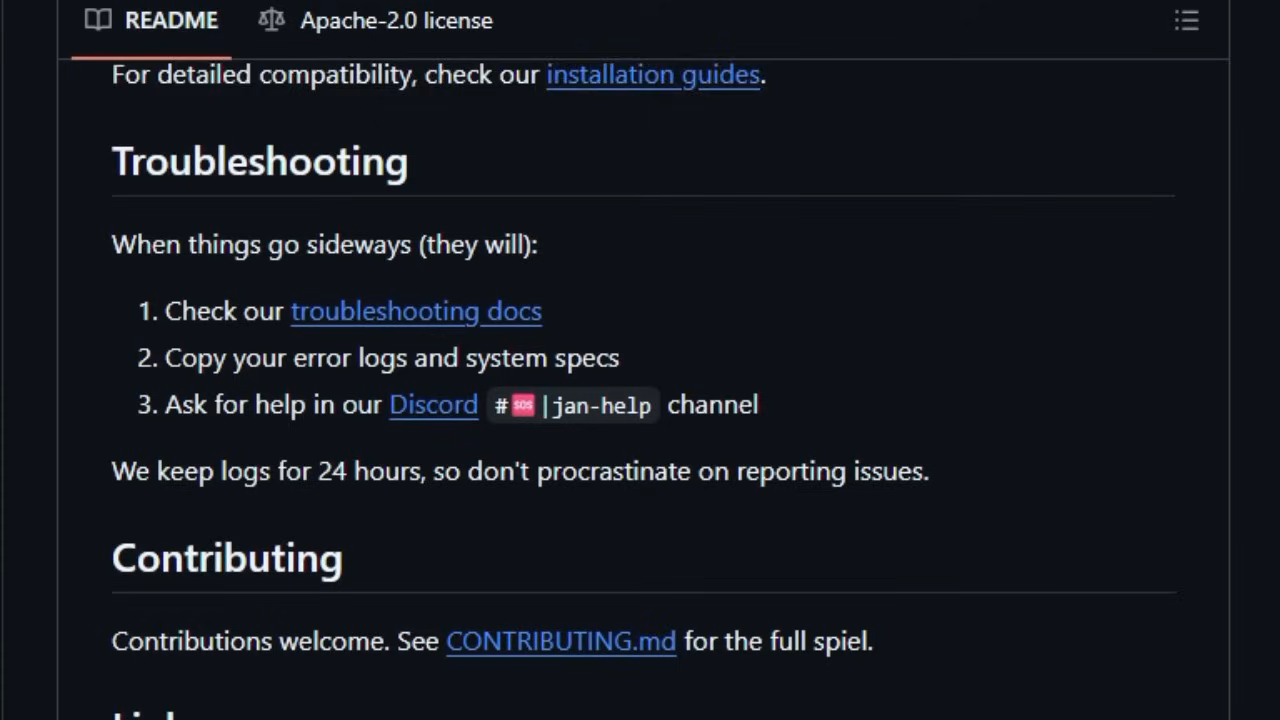 README
Apache-2.0 license
For detailed compatibility, check our installation guides.
Troubleshooting
When things go sideways (they will):
1. Check our troubleshooting docs
2. Copy your error logs and system specs
3. Ask for help in our Discord #🆘|jan-help channel
We keep logs for 24 hours, so don't procrastinate on reporting issues.
Contributing
Contributions welcome. See CONTRIBUTING.md for the full spiel.